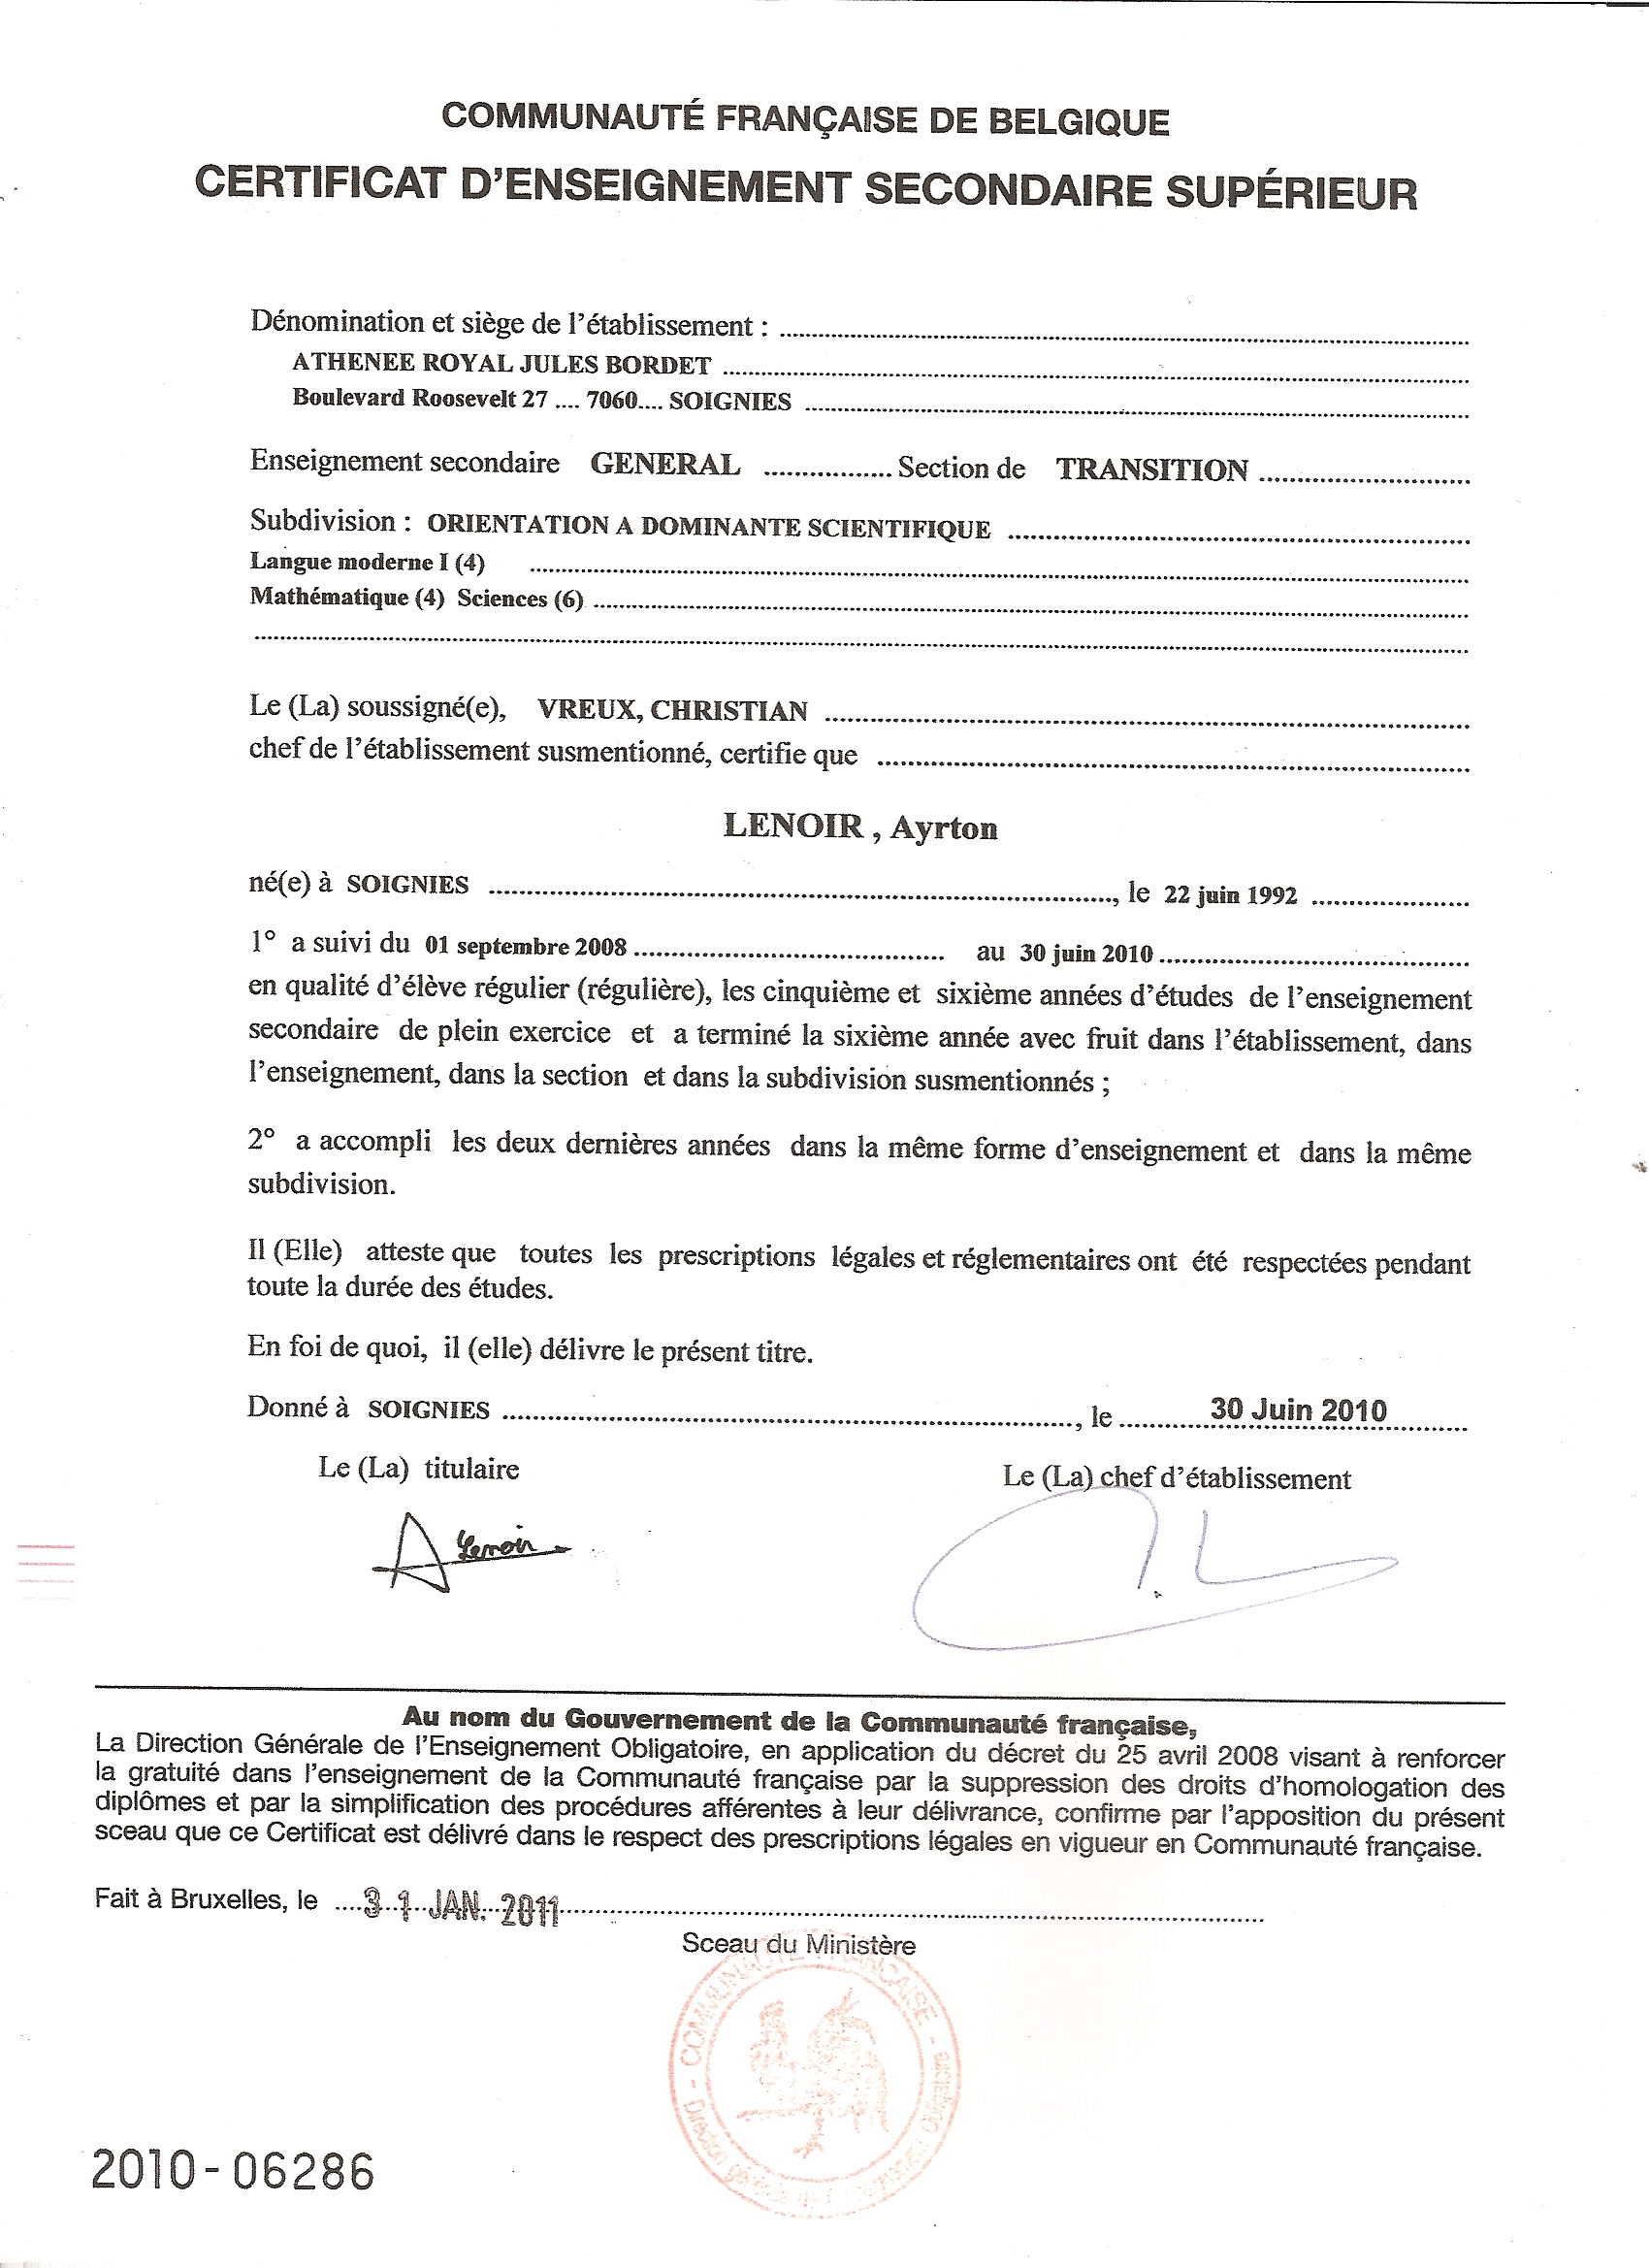 COMMUNAUTÉ FRANÇAISE DE BELGIQUE
CERTIFICAT D'ENSEIGNEMENT SECONDAIRE SUPÉRIEUR
Dénomination et siège de l'établissement :
ATHENEE ROYAL JULES BORDET
Boulevard Roosevelt 27 .... 7060.... SOIGNIES
Enseignement secondaire GENERAL Section de TRANSITION
Subdivision : ORIENTATION A DOMINANTE SCIENTIFIQUE
Langue moderne I (4)
Mathématique (4) Sciences (6)
Le (La) soussigné(e), VREUX, CHRISTIAN
chef de l'établissement susmentionné, certifie que
LENOIR , Ayrton
né(e) à SOIGNIES , le 22 juin 1992
1° a suivi du 01 septembre 2008 au 30 juin 2010
en qualité d'élève régulier (régulière), les cinquième et sixième années d'études de l'enseignement
secondaire de plein exercice et a terminé la sixième année avec fruit dans l'établissement, dans
l'enseignement, dans la section et dans la subdivision susmentionnés ;
2° a accompli les deux dernières années dans la même forme d'enseignement et dans la même
subdivision.
Il (Elle) atteste que toutes les prescriptions légales et réglementaires ont été respectées pendant
toute la durée des études.
En foi de quoi, il (elle) délivre le présent titre.
Donné à SOIGNIES , le 30 Juin 2010
Le (La) titulaire Le (La) chef d'établissement
A Lenoir
Au nom du Gouvernement de la Communauté française,
La Direction Générale de l'Enseignement Obligatoire, en application du décret du 25 avril 2008 visant à renforcer
la gratuité dans l'enseignement de la Communauté française par la suppression des droits d'homologation des
diplômes et par la simplification des procédures afférentes à leur délivrance, confirme par l'apposition du présent
sceau que ce Certificat est délivré dans le respect des prescriptions légales en vigueur en Communauté française.
Fait à Bruxelles, le 31 JAN. 2011
Sceau du Ministère
COMMUNAUTÉ FRANÇAISE
Direction générale de l'Enseignement Obligatoire
2010-06286